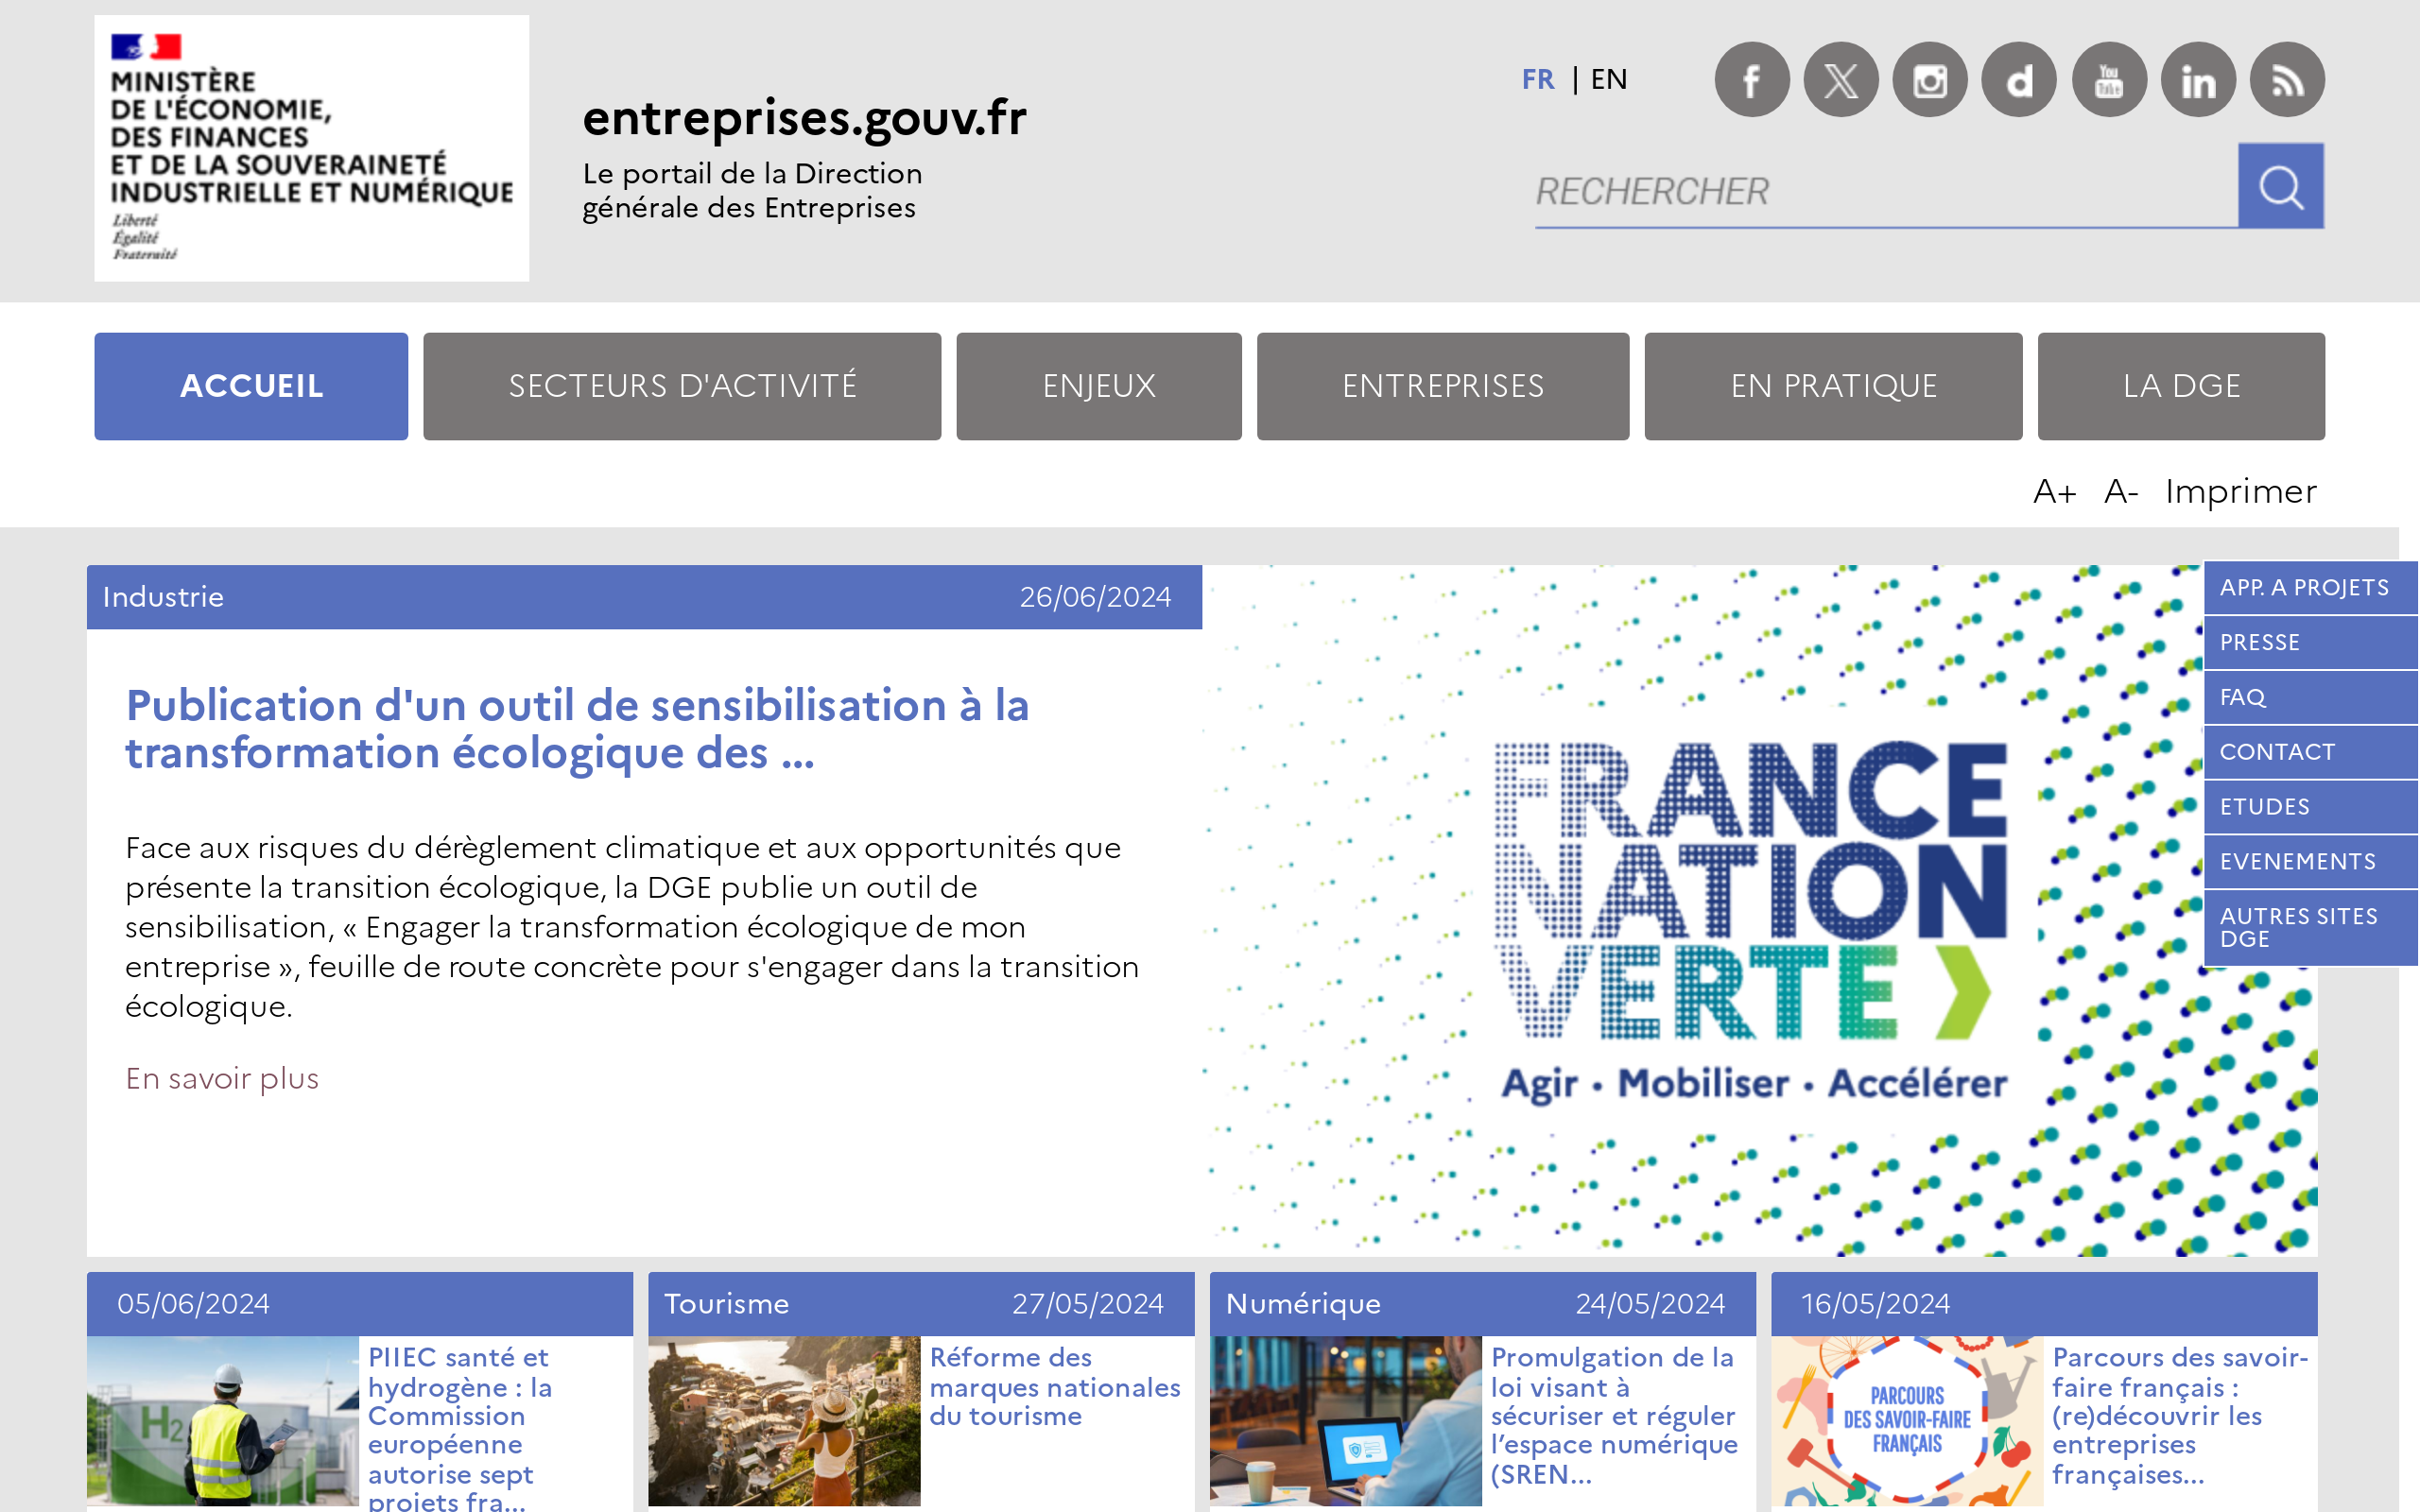 MINISTÈRE
DE L'ÉCONOMIE,
DES FINANCES
ET DE LA SOUVERAINETÉ
INDUSTRIELLE ET NUMÉRIQUE
Liberté
Égalité
Fraternité
entreprises.gouv.fr
Le portail de la Direction
générale des Entreprises
FR | EN
You
Tube
RECHERCHER
ACCUEIL
SECTEURS D'ACTIVITÉ
ENJEUX
ENTREPRISES
EN PRATIQUE
LA DGE
A+ A- Imprimer
Industrie 26/06/2024
Publication d'un outil de sensibilisation à la
transformation écologique des ...
Face aux risques du dérèglement climatique et aux opportunités que
présente la transition écologique, la DGE publie un outil de
sensibilisation, « Engager la transformation écologique de mon
entreprise », feuille de route concrète pour s'engager dans la transition
écologique.
En savoir plus
FRANCE
NATION
VERTE
Agir • Mobiliser • Accélérer
APP. A PROJETS
PRESSE
FAQ
CONTACT
ETUDES
EVENEMENTS
AUTRES SITES
DGE
05/06/2024
H2
PIIEC santé et
hydrogène : la
Commission
européenne
autorise sept
projets fra...
Tourisme 27/05/2024
Réforme des
marques nationales
du tourisme
Numérique 24/05/2024
Promulgation de la
loi visant à
sécuriser et réguler
l’espace numérique
(SREN...
16/05/2024
PARCOURS
DES SAVOIR-FAIRE
FRANÇAIS
Parcours des savoir-
faire français :
(re)découvrir les
entreprises
françaises...